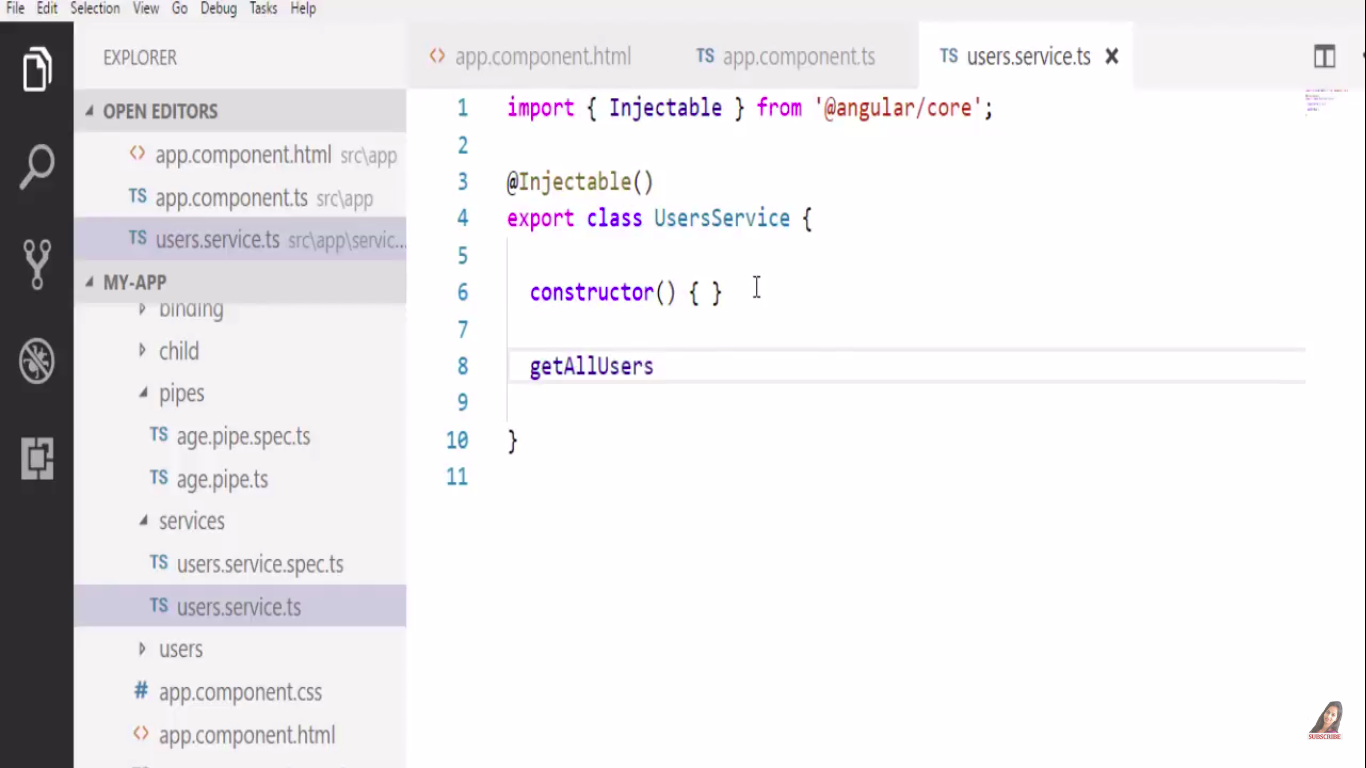 File Edit Selection View Go Debug Tasks Help
EXPLORER
OPEN EDITORS
app.component.html src\app
TS app.component.ts src\app
TS users.service.ts src\app\servic...
MY-APP
binding
child
pipes
TS age.pipe.spec.ts
TS age.pipe.ts
services
TS users.service.spec.ts
TS users.service.ts
users
# app.component.css
<> app.component.html
<> app.component.html TS app.component.ts TS users.service.ts
1 import { Injectable } from '@angular/core';
2
3 @Injectable()
4 export class UsersService {
5
6 constructor() { }
7
8 getAllUsers
9
10 }
11
SUBSCRIBE